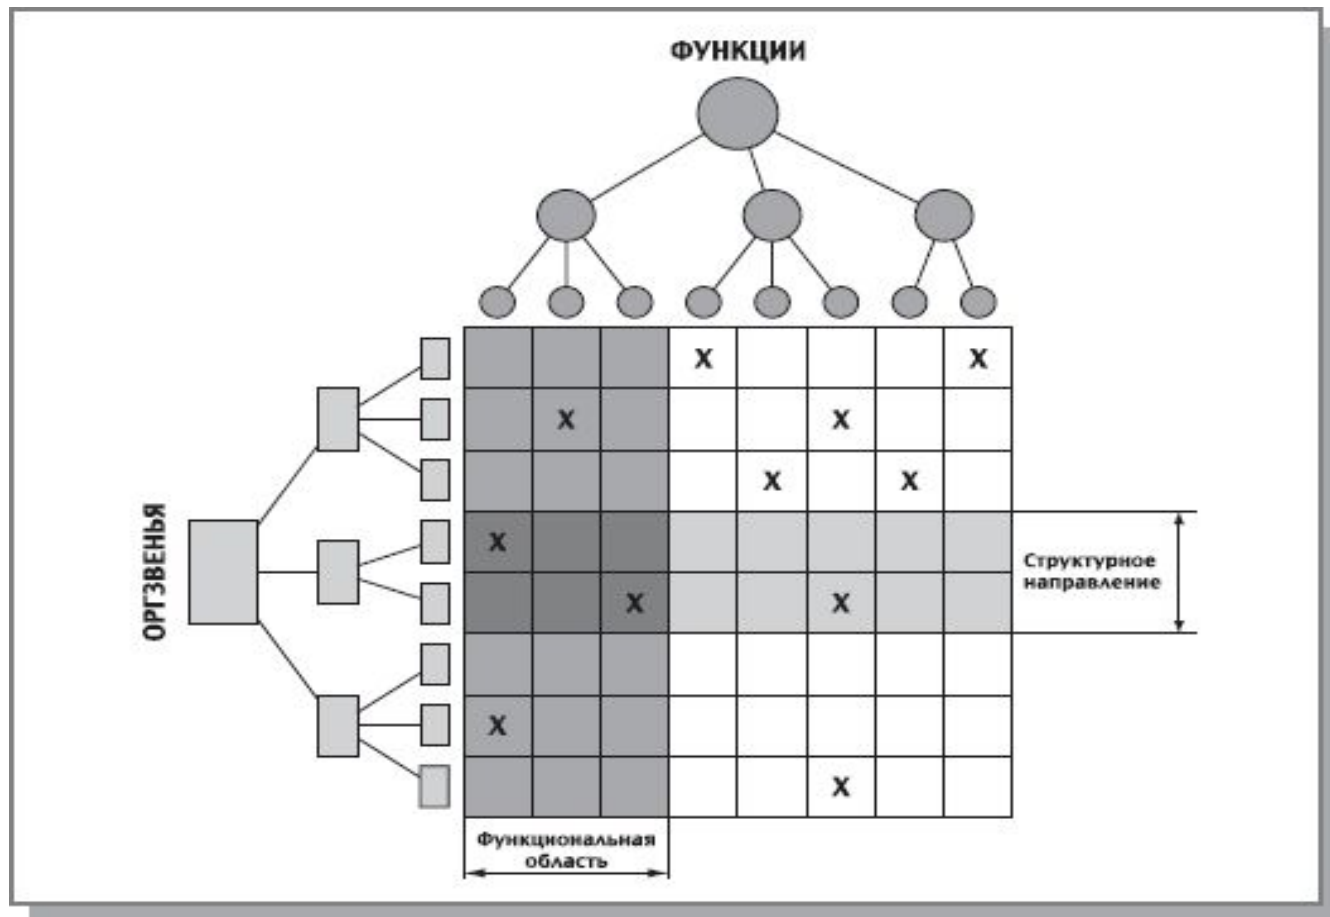 ФУНКЦИИ
ОРГЗВЕНЬЯ
X X
X X
X X
X
X X
X
X
Структурное
направление
Функциональная
область